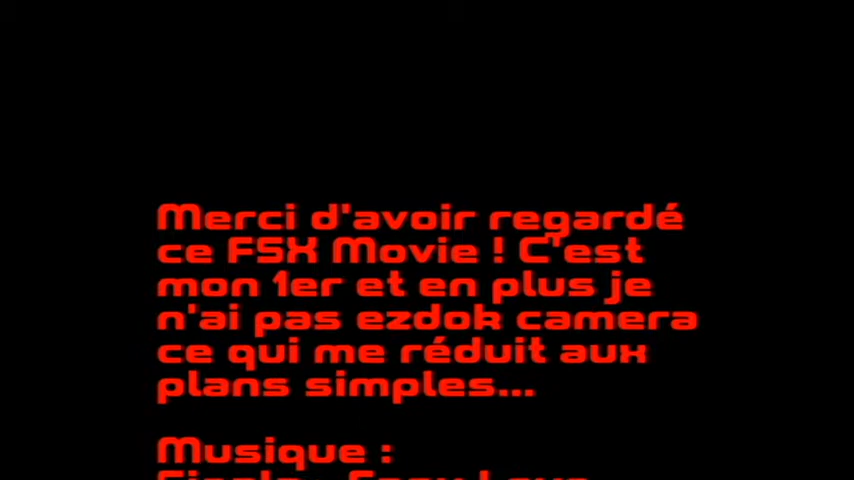 Merci d'avoir regardé
ce FSX Movie ! C'est
mon 1er et en plus je
n'ai pas ezdok camera
ce qui me réduit aux
plans simples...
Musique :